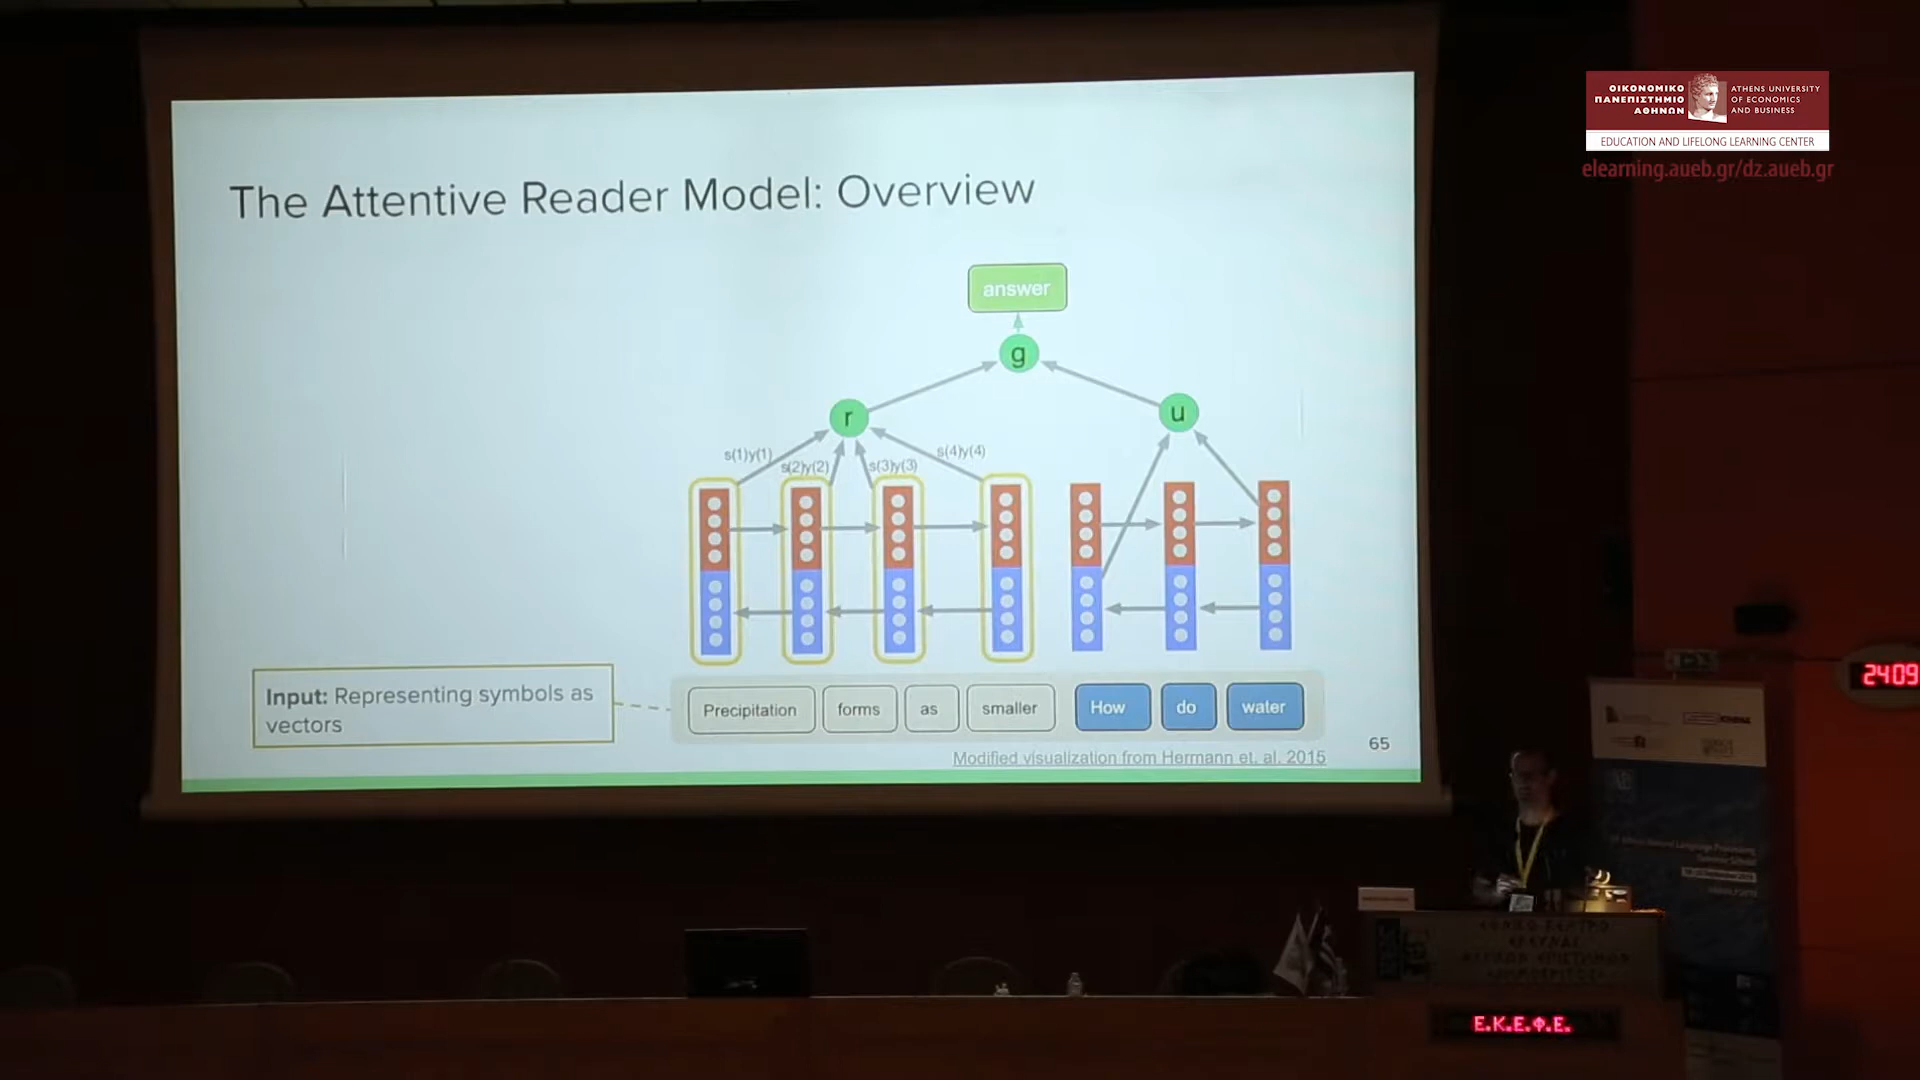 ΟΙΚΟΝΟΜΙΚΟ
ΠΑΝΕΠΙΣΤΗΜΙΟ
ΑΘΗΝΩΝ
ATHENS UNIVERSITY
OF ECONOMICS
AND BUSINESS
EDUCATION AND LIFELONG LEARNING CENTER
elearning.aueb.gr/dz.aueb.gr
The Attentive Reader Model: Overview
answer
g
r
u
s(1)y(1)
s(2)y(2)
s(3)y(3)
s(4)y(4)
Input: Representing symbols as
vectors
Precipitation
forms
as
smaller
How
do
water
Modified visualization from Hermann et. al. 2015
65
2409
Ε.Κ.Ε.Φ.Ε.